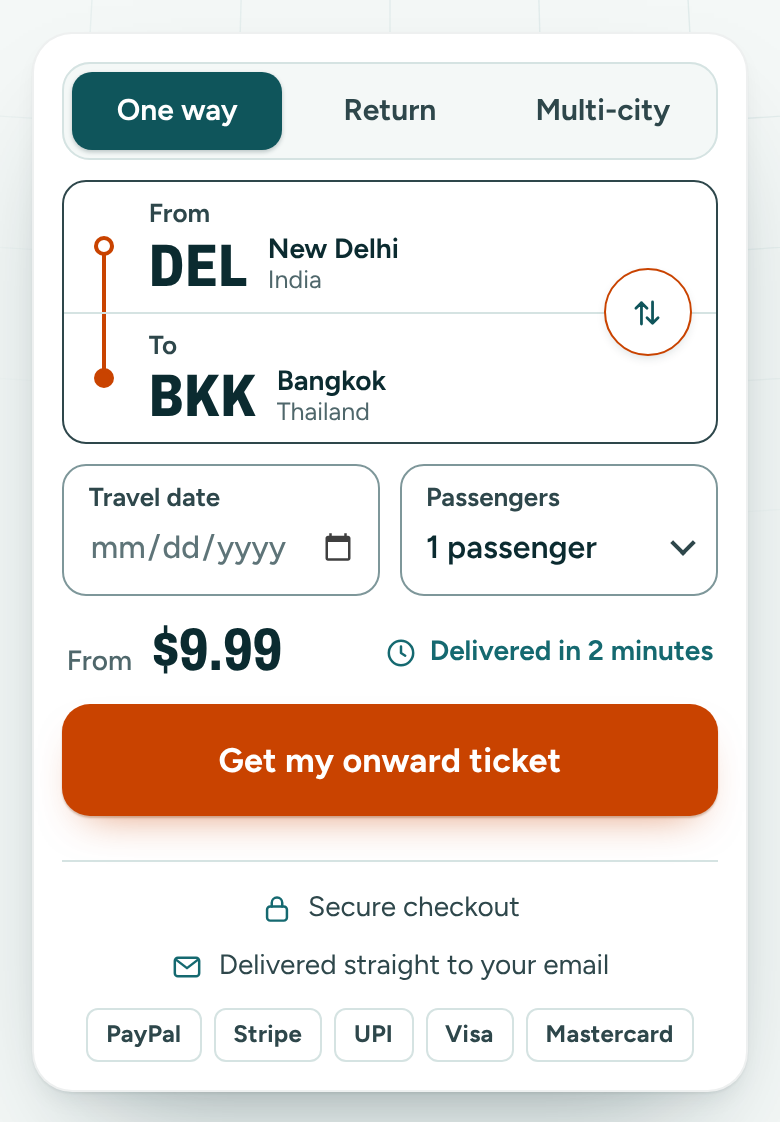 One way Return Multi-city
From
DEL New Delhi
India
To
BKK Bangkok
Thailand
Travel date Passengers
mm/dd/yyyy 1 passenger
From $9.99 Delivered in 2 minutes
Get my onward ticket
Secure checkout
Delivered straight to your email
PayPal Stripe UPI Visa Mastercard